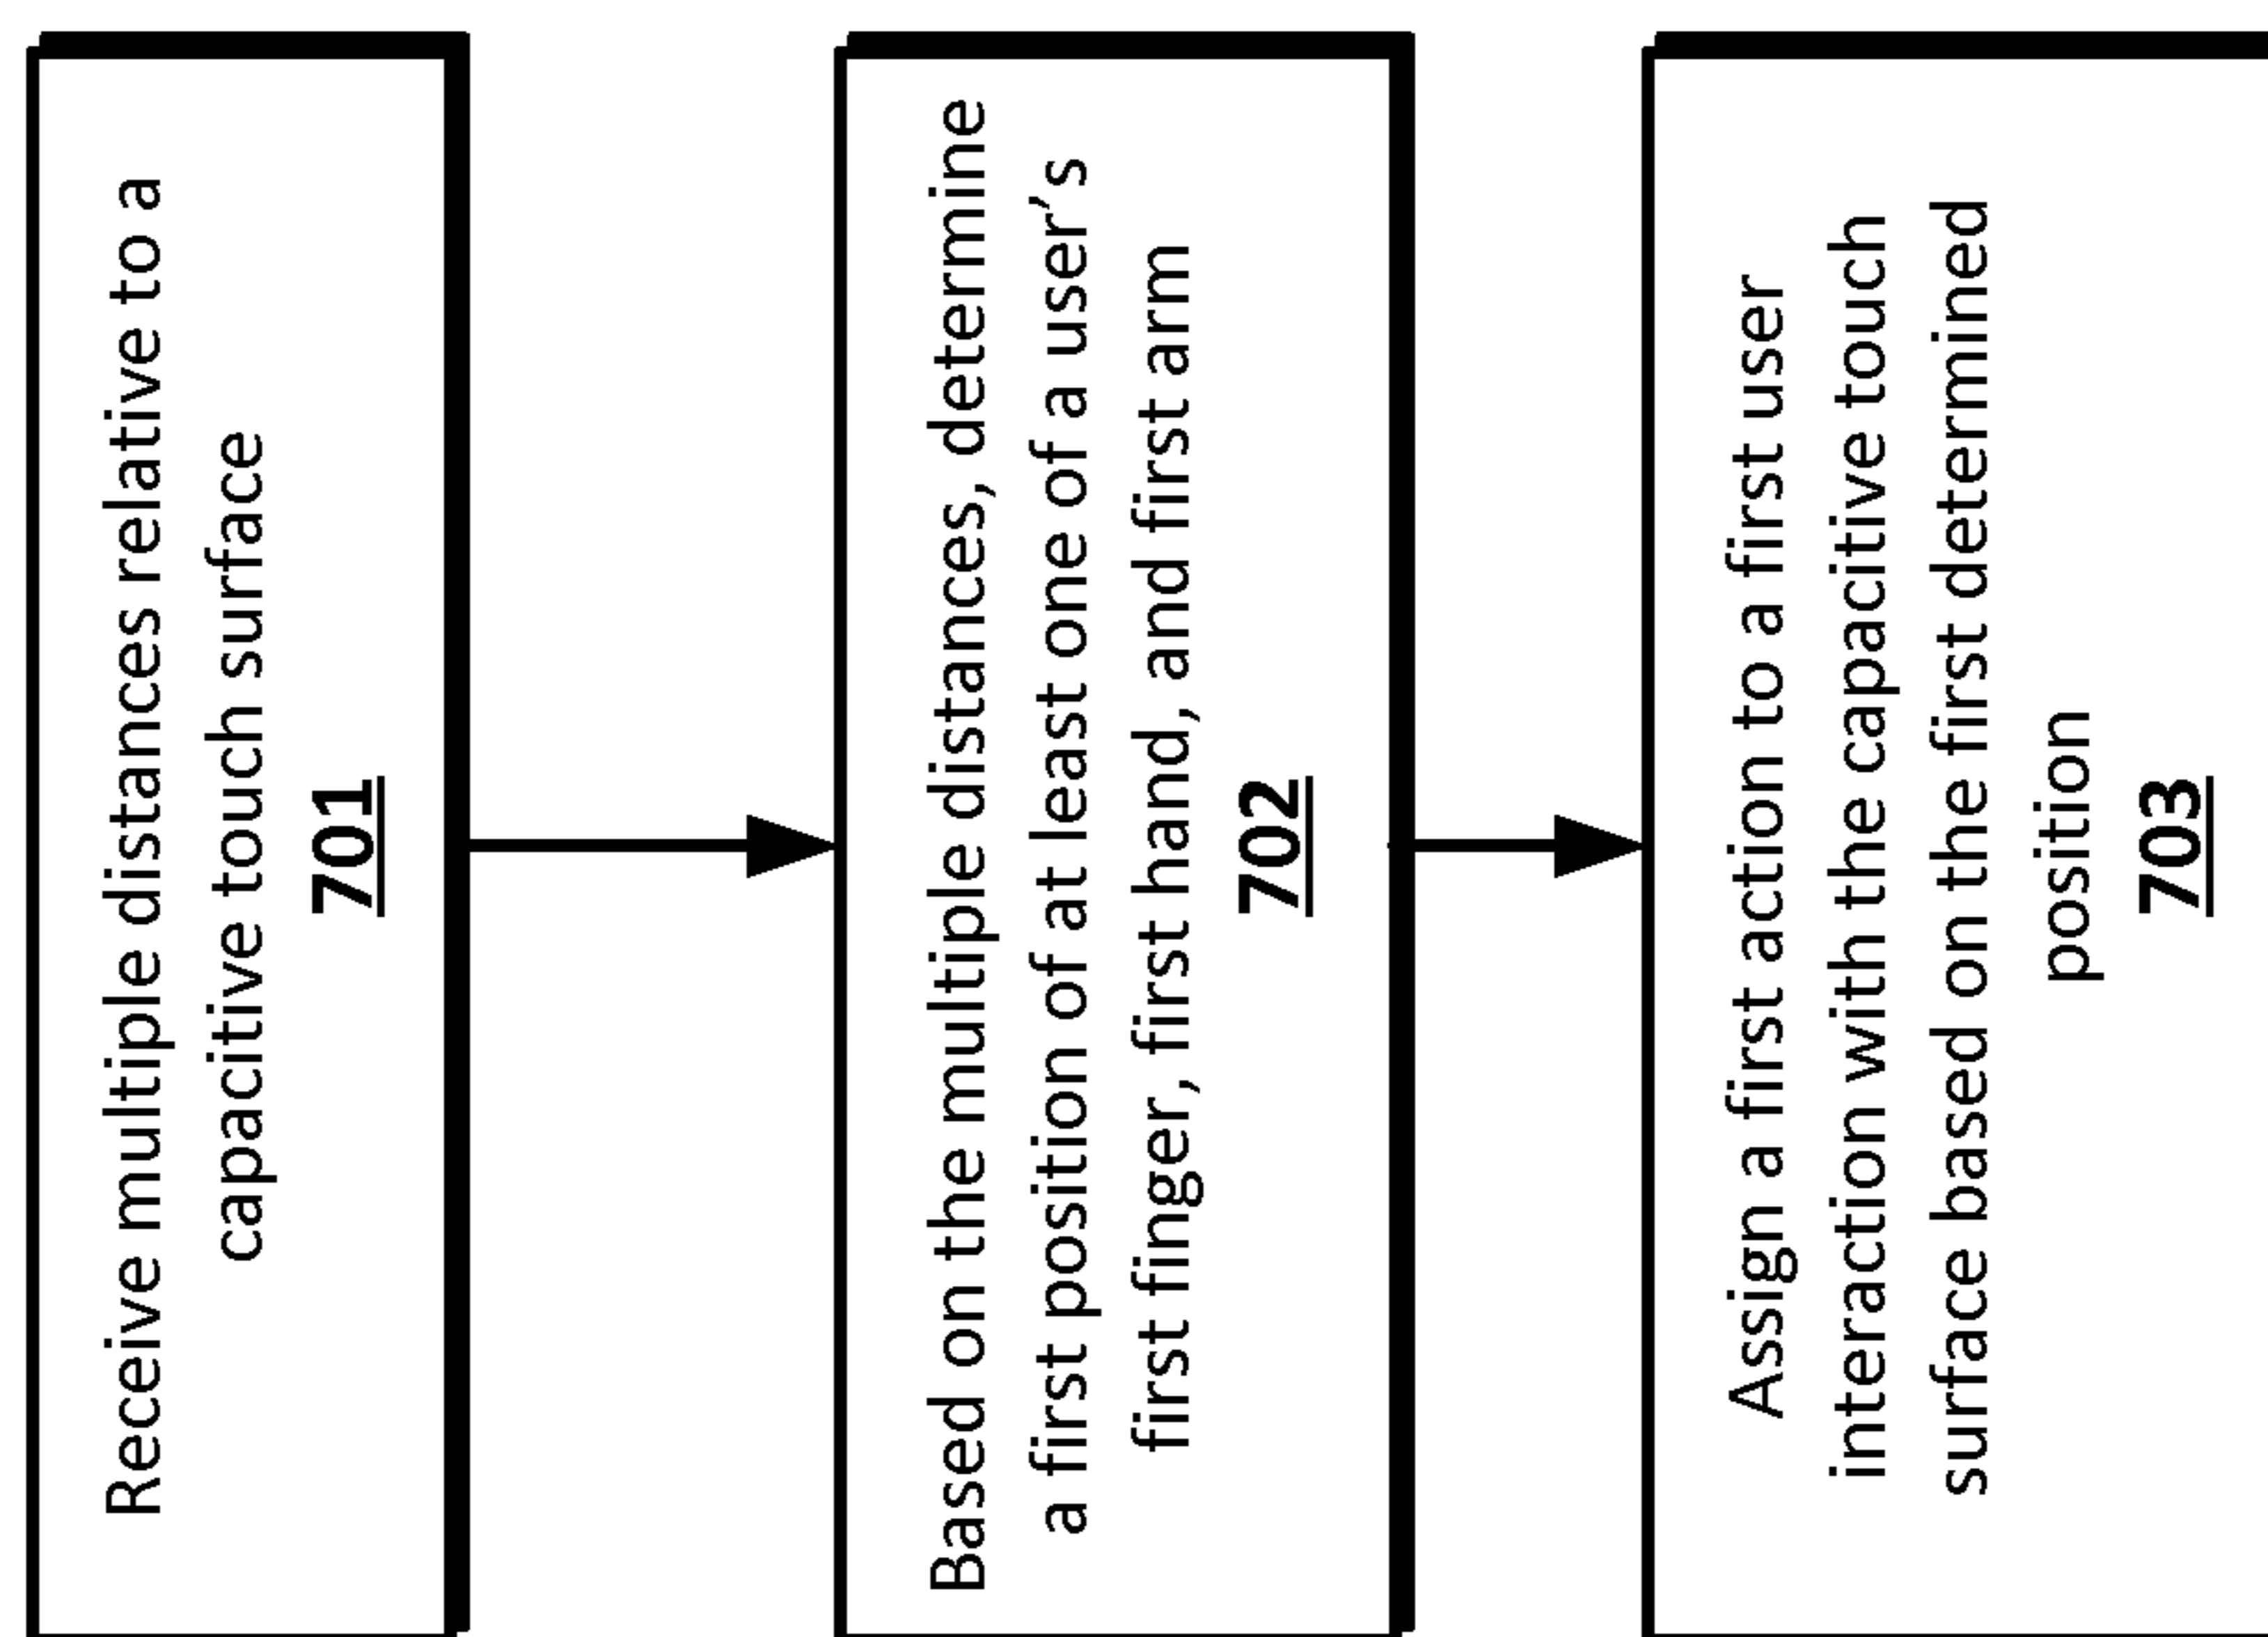 Receive multiple distances relative to a
capacitive touch surface
701
Based on the multiple distances, determine
a first position of at least one of a user’s
first finger, first hand, and first arm
702
Assign a first action to a first user
interaction with the capacitive touch
surface based on the first determined
position
703